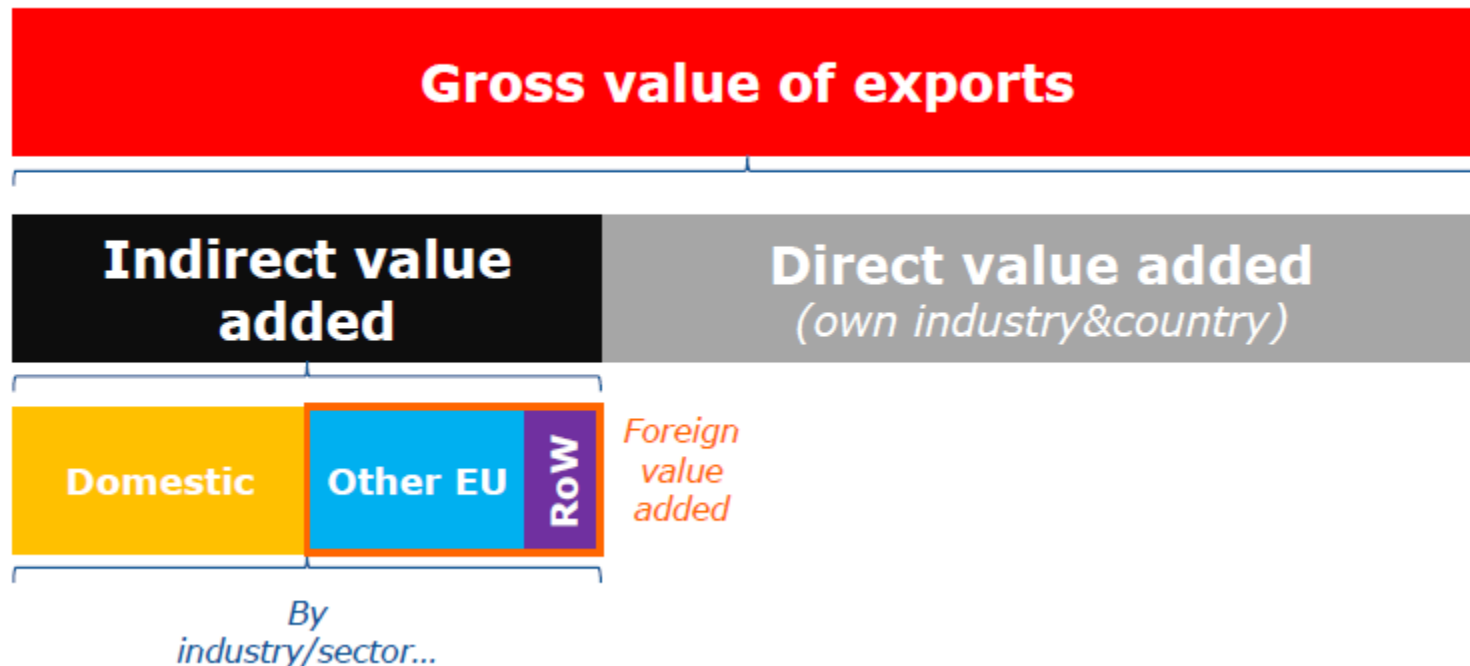 Gross value of exports
Indirect value
added
Direct value added
(own industry&country)
Domestic
Other EU
RoW
Foreign
value
added
By
industry/sector...